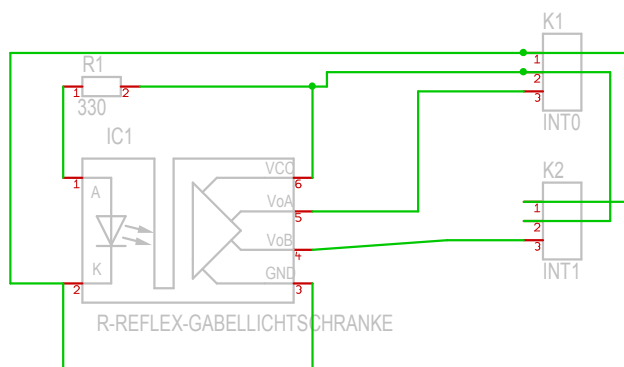 K1
R1
1
1
2
2
330
3
IC1
INT0
VCC
K2
1
A
6
VoA
1
5
2
VoB
3
4
K
GND
INT1
2
3
R-REFLEX-GABELLICHTSCHRANKE